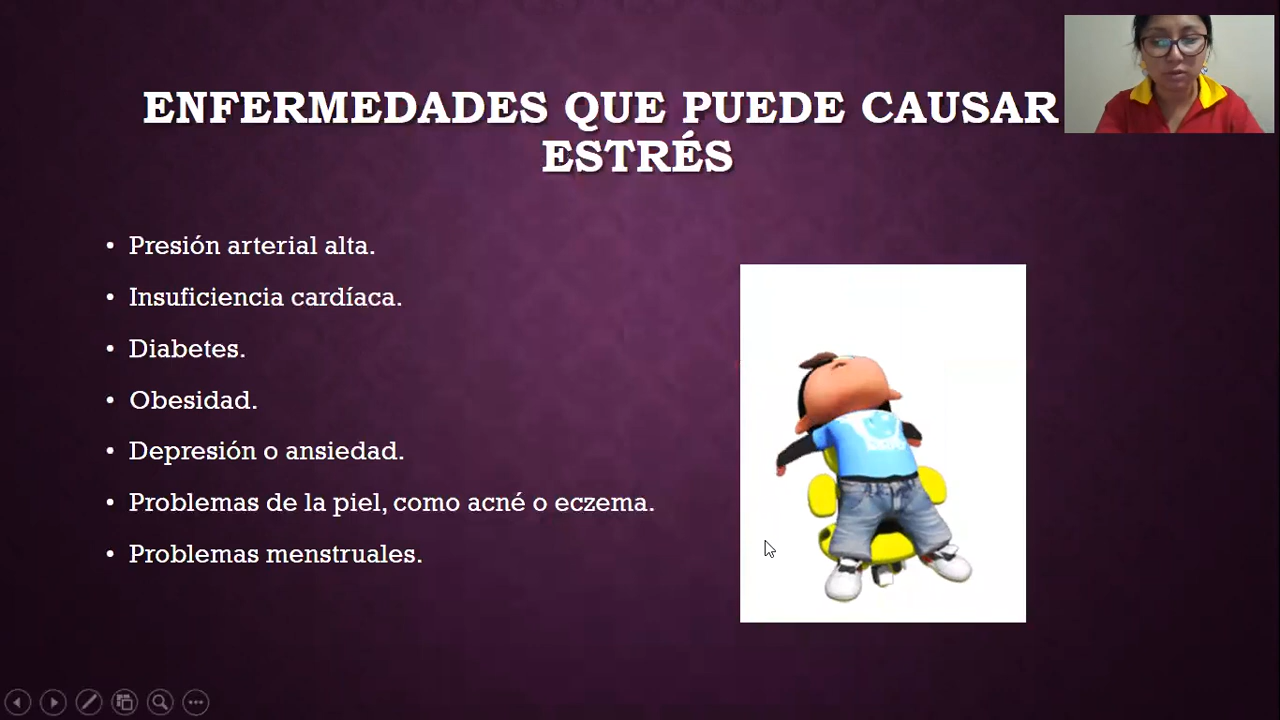 ENFERMEDADES QUE PUEDE CAUSAR
ESTRÉS
• Presión arterial alta.
• Insuficiencia cardíaca.
• Diabetes.
• Obesidad.
• Depresión o ansiedad.
• Problemas de la piel, como acné o eczema.
• Problemas menstruales.